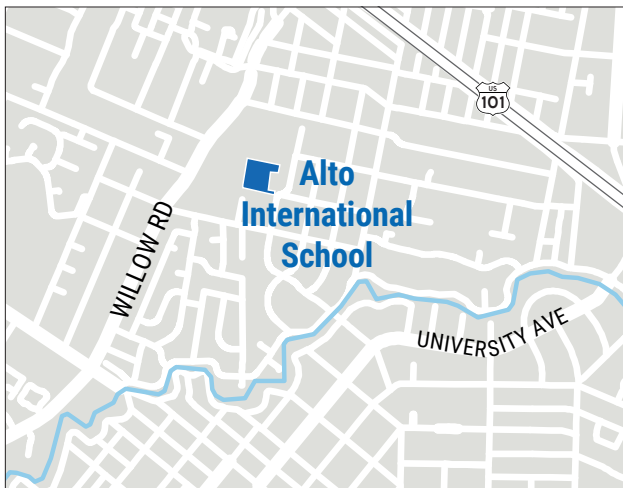 US
101
Alto
International
School
WILLOW RD
UNIVERSITY AVE